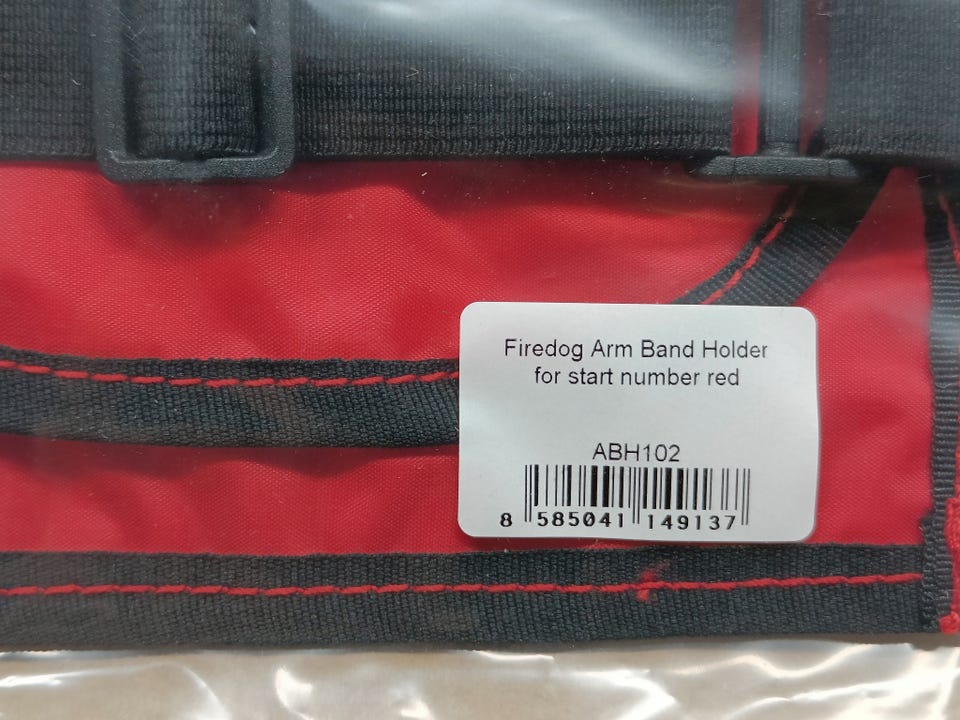 Firedog Arm Band Holder
for start number red
ABH102
8 585041 149137